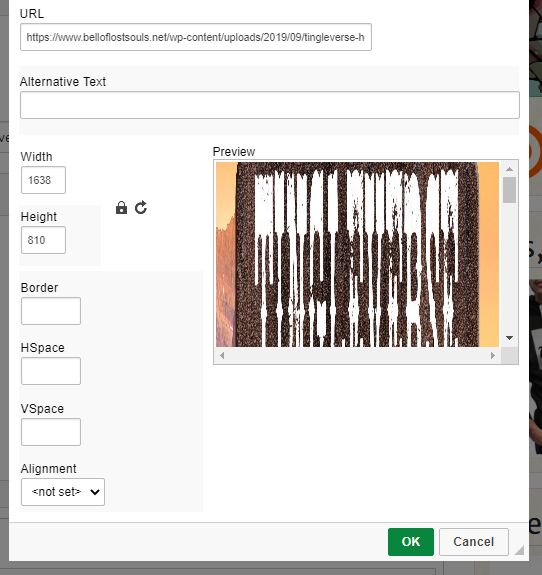 URL
https://www.belloflostsouls.net/wp-content/uploads/2019/09/tingleverse-h
Alternative Text
Width
1638
Height
810
Preview
Border
HSpace
VSpace
Alignment
<not set>
OK
Cancel